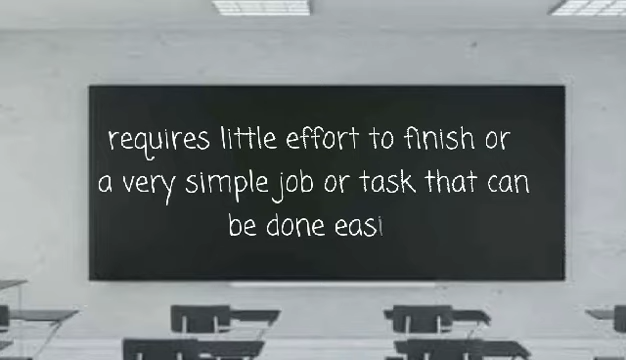 requires little effort to finish or
a very simple job or task that can
be done easi